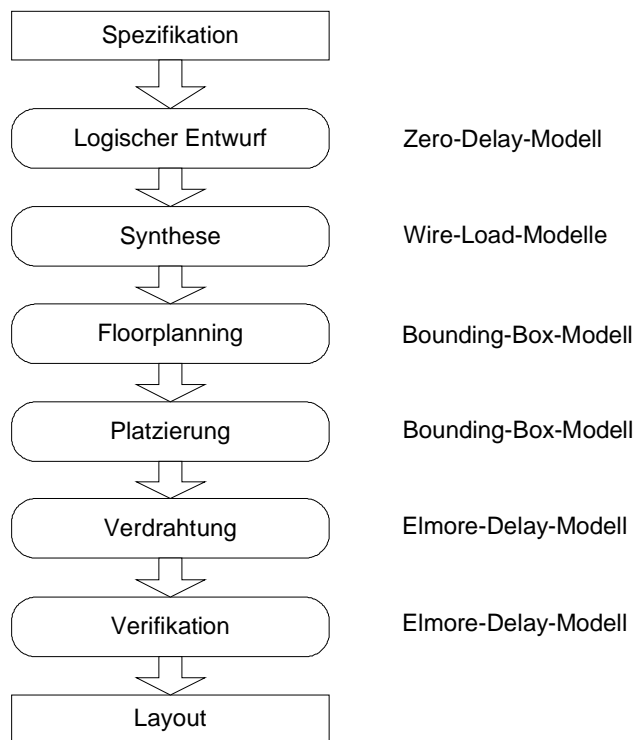 Spezifikation
Logischer Entwurf
Zero-Delay-Modell
Synthese
Wire-Load-Modelle
Floorplanning
Bounding-Box-Modell
Platzierung
Bounding-Box-Modell
Verdrahtung
Elmore-Delay-Modell
Verifikation
Elmore-Delay-Modell
Layout